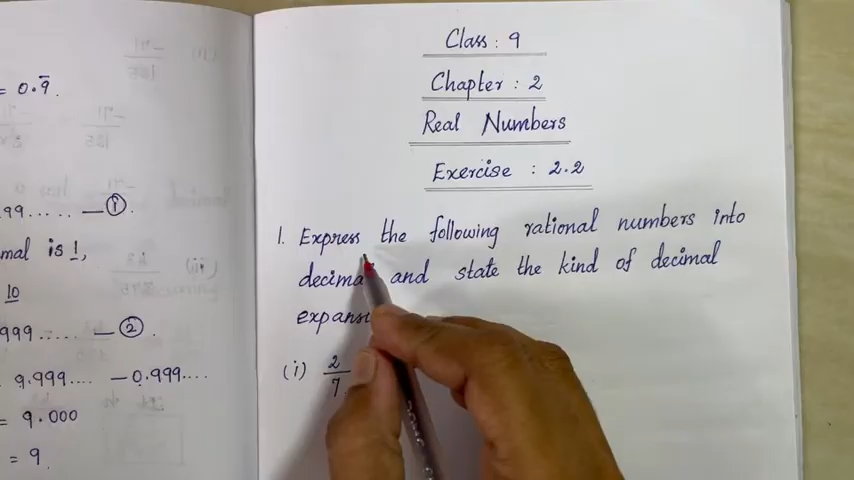 = 0.9̅.
99..... — ①.
mal is 1,
10
999..... — ②.
9.999.... - 0.999....
= 9.000
= 9
Class : 9
Chapter : 2
Real Numbers
Exercise : 2.2
1. Express the following rational numbers into
decimal and state the kind of decimal
(i) 2/7